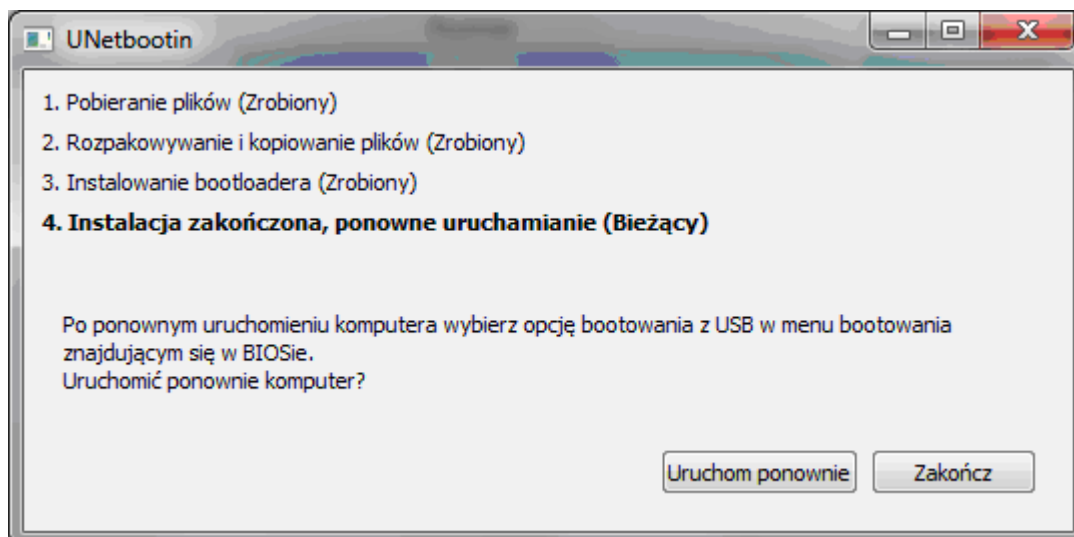 UNetbootin
1. Pobieranie plików (Zrobiony)
2. Rozpakowywanie i kopiowanie plików (Zrobiony)
3. Instalowanie bootloadera (Zrobiony)
4. Instalacja zakończona, ponowne uruchamianie (Bieżący)
Po ponownym uruchomieniu komputera wybierz opcję bootowania z USB w menu bootowania
znajdującym się w BIOSie.
Uruchomić ponownie komputer?
Uruchom ponownie Zakończ